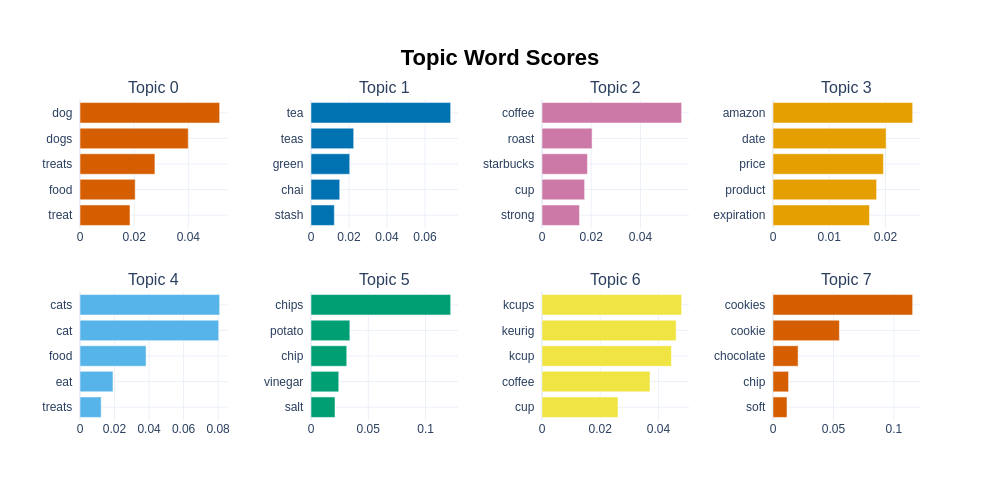 Topic Word Scores
Topic 0
dog
dogs
treats
food
treat
0 0.02 0.04
Topic 1
tea
teas
green
chai
stash
0 0.02 0.04 0.06
Topic 2
coffee
roast
starbucks
cup
strong
0 0.02 0.04
Topic 3
amazon
date
price
product
expiration
0 0.01 0.02
Topic 4
cats
cat
food
eat
treats
0 0.02 0.04 0.06 0.08
Topic 5
chips
potato
chip
vinegar
salt
0 0.05 0.1
Topic 6
kcups
keurig
kcup
coffee
cup
0 0.02 0.04
Topic 7
cookies
cookie
chocolate
chip
soft
0 0.05 0.1